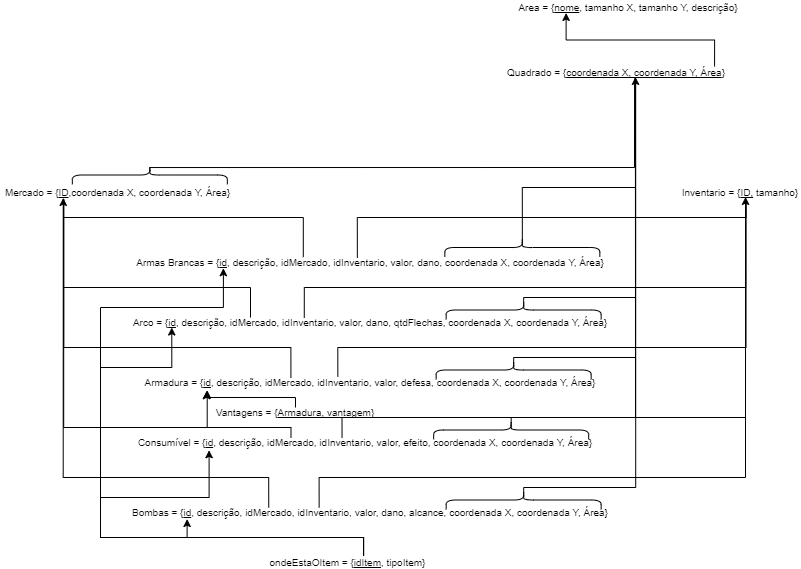 Area = {nome, tamanho X, tamanho Y, descrição}
Quadrado = {coordenada X, coordenada Y, Área}
Mercado = {ID,coordenada X, coordenada Y, Área}
Inventario = {ID, tamanho}
Armas Brancas = {id, descrição, idMercado, idInventario, valor, dano, coordenada X, coordenada Y, Área}
Arco = {id, descrição, idMercado, idInventario, valor, dano, qtdFlechas, coordenada X, coordenada Y, Área}
Armadura = {id, descrição, idMercado, idInventario, valor, defesa, coordenada X, coordenada Y, Área}
Vantagens = {Armadura, vantagem}
Consumível = {id, descrição, idMercado, idInventario, valor, efeito, coordenada X, coordenada Y, Área}
Bombas = {id, descrição, idMercado, idInventario, valor, dano, alcance, coordenada X, coordenada Y, Área}
ondeEstaOItem = {idItem, tipoItem}